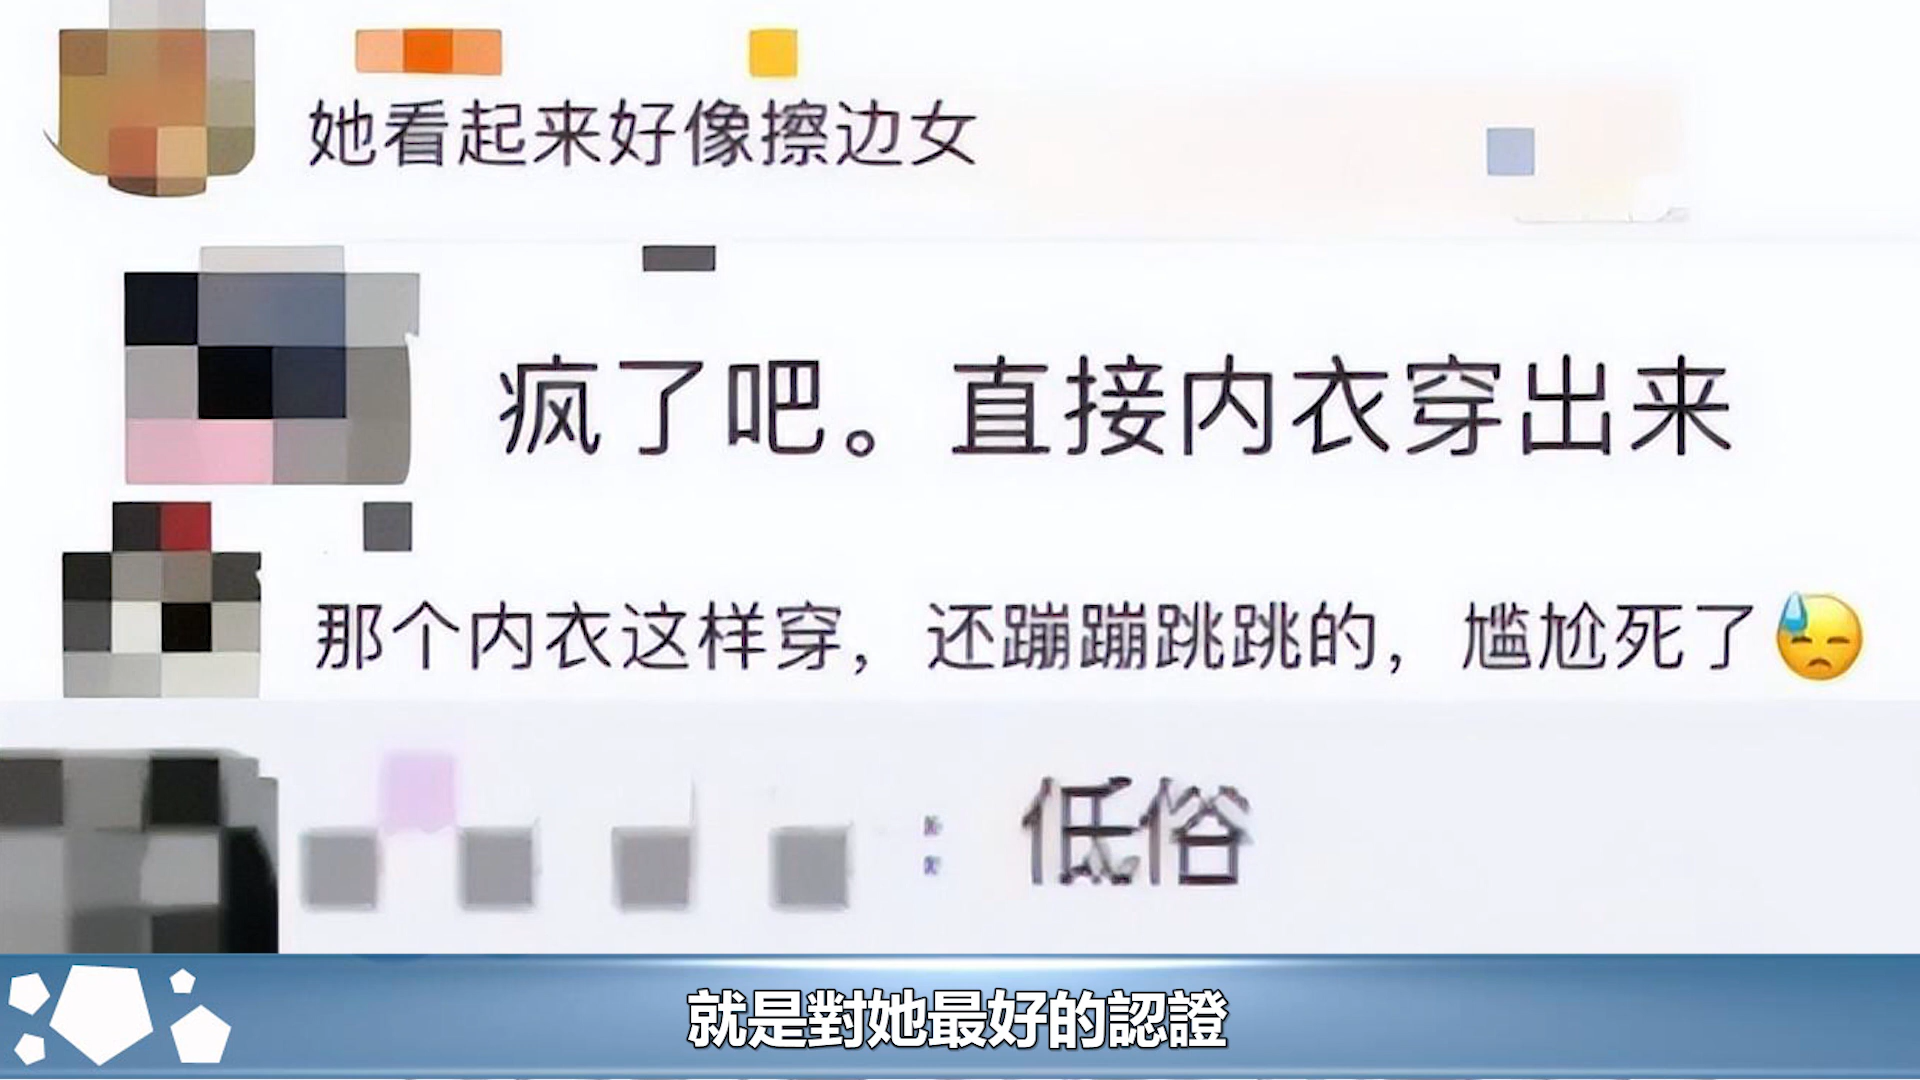 她看起来好像擦边女
疯了吧。直接内衣穿出来
那个内衣这样穿，还蹦蹦跳跳的，尴尬死了😓
：低俗
就是對她最好的認證